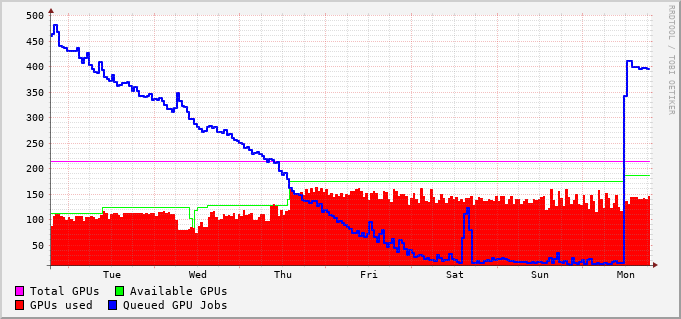 500
450
400
350
300
250
200
150
100
50
Tue Wed Thu Fri Sat Sun Mon
Total GPUs Available GPUs
GPUs used Queued GPU Jobs
RRDTOOL / TOBI OETIKER